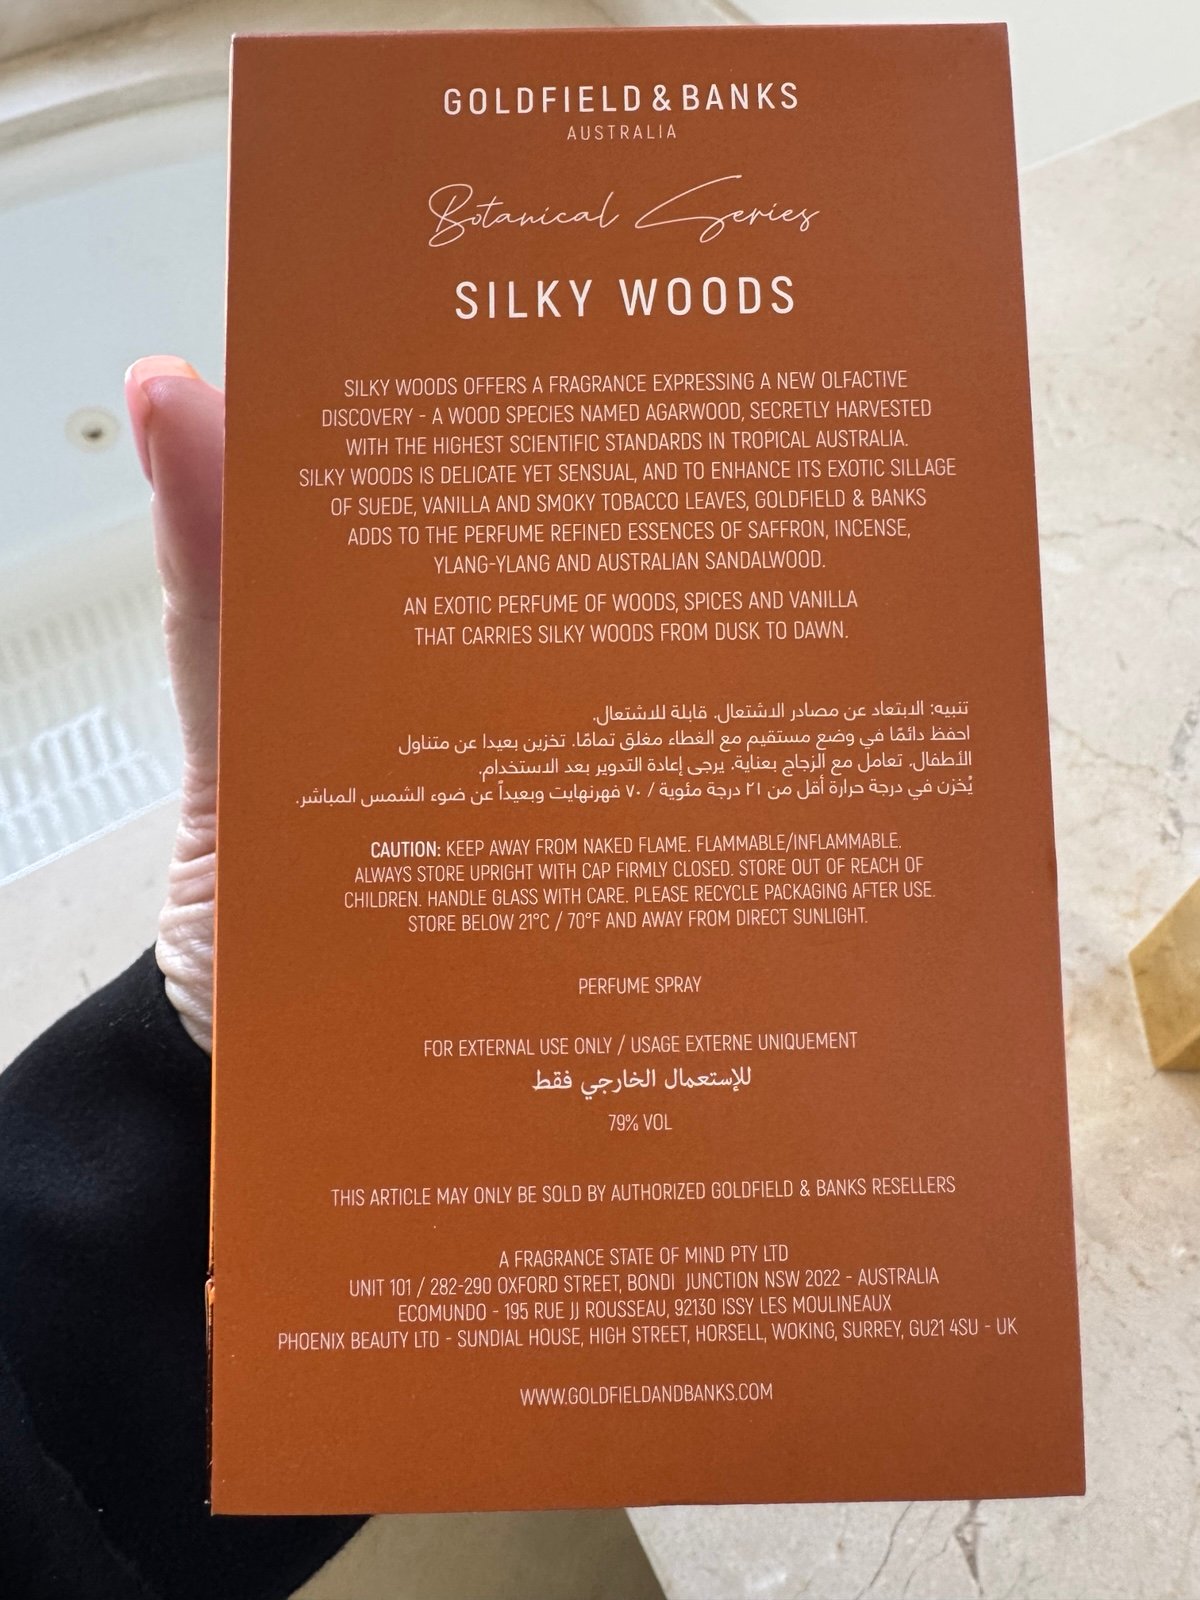 GOLDFIELD & BANKS
AUSTRALIA
Botanical Series
SILKY WOODS
SILKY WOODS OFFERS A FRAGRANCE EXPRESSING A NEW OLFACTIVE
DISCOVERY - A WOOD SPECIES NAMED AGARWOOD, SECRETLY HARVESTED
WITH THE HIGHEST SCIENTIFIC STANDARDS IN TROPICAL AUSTRALIA.
SILKY WOODS IS DELICATE YET SENSUAL, AND TO ENHANCE ITS EXOTIC SILLAGE
OF SUEDE, VANILLA AND SMOKY TOBACCO LEAVES, GOLDFIELD & BANKS
ADDS TO THE PERFUME REFINED ESSENCES OF SAFFRON, INCENSE,
YLANG-YLANG AND AUSTRALIAN SANDALWOOD.
AN EXOTIC PERFUME OF WOODS, SPICES AND VANILLA
THAT CARRIES SILKY WOODS FROM DUSK TO DAWN.
تنبيه: الابتعاد عن مصادر الاشتعال. قابلة للاشتعال.
احفظ دائمًا في وضع مستقيم مع الغطاء مغلق تمامًا. تخزين بعيدا عن متناول
الأطفال. تعامل مع الزجاج بعناية. يرجى إعادة التدوير بعد الاستخدام.
يُخزن في درجة حرارة أقل من ٢١ درجة مئوية / ٧٠ فهرنهايت وبعيداً عن ضوء الشمس المباشر.
CAUTION: KEEP AWAY FROM NAKED FLAME. FLAMMABLE/INFLAMMABLE.
ALWAYS STORE UPRIGHT WITH CAP FIRMLY CLOSED. STORE OUT OF REACH OF
CHILDREN. HANDLE GLASS WITH CARE. PLEASE RECYCLE PACKAGING AFTER USE.
STORE BELOW 21°C / 70°F AND AWAY FROM DIRECT SUNLIGHT.
PERFUME SPRAY
FOR EXTERNAL USE ONLY / USAGE EXTERNE UNIQUEMENT
للإستعمال الخارجي فقط
79% VOL
THIS ARTICLE MAY ONLY BE SOLD BY AUTHORIZED GOLDFIELD & BANKS RESELLERS
A FRAGRANCE STATE OF MIND PTY LTD
UNIT 101 / 282-290 OXFORD STREET, BONDI JUNCTION NSW 2022 - AUSTRALIA
ECOMUNDO - 195 RUE JJ ROUSSEAU, 92130 ISSY LES MOULINEAUX
PHOENIX BEAUTY LTD - SUNDIAL HOUSE, HIGH STREET, HORSELL, WOKING, SURREY, GU21 4SU - UK
WWW.GOLDFIELDANDBANKS.COM